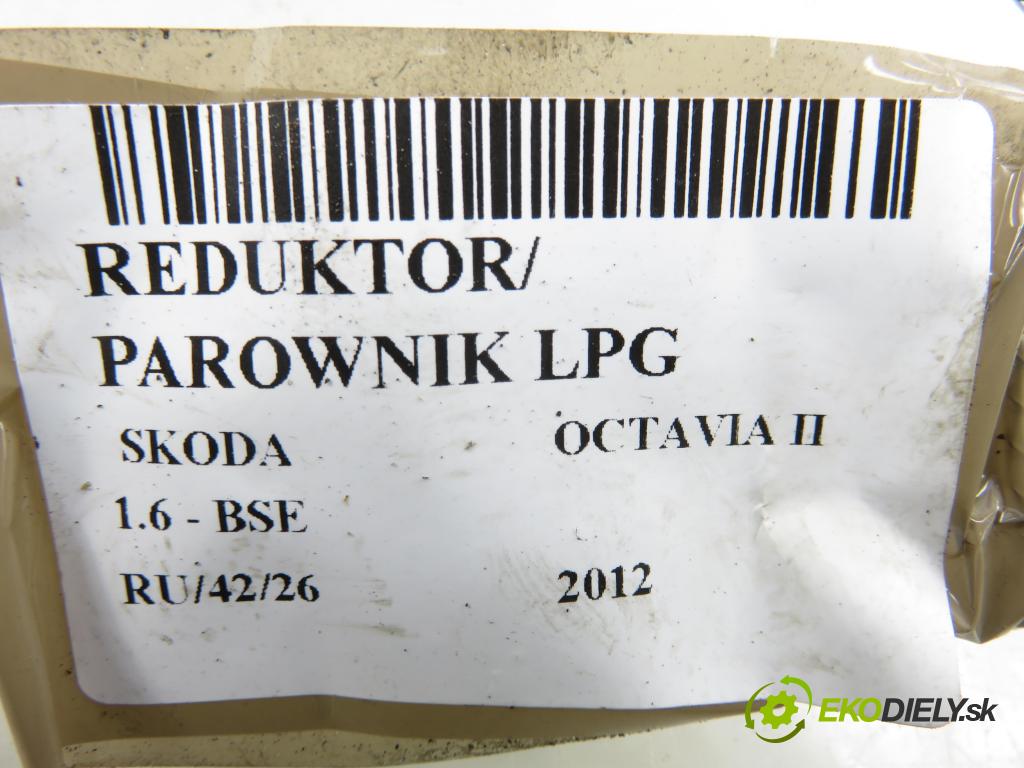 REDUKTOR/
PAROWNIK LPG
SKODA OCTAVIA II
1.6 - BSE
RU/42/26 2012
EKODIELY.sk